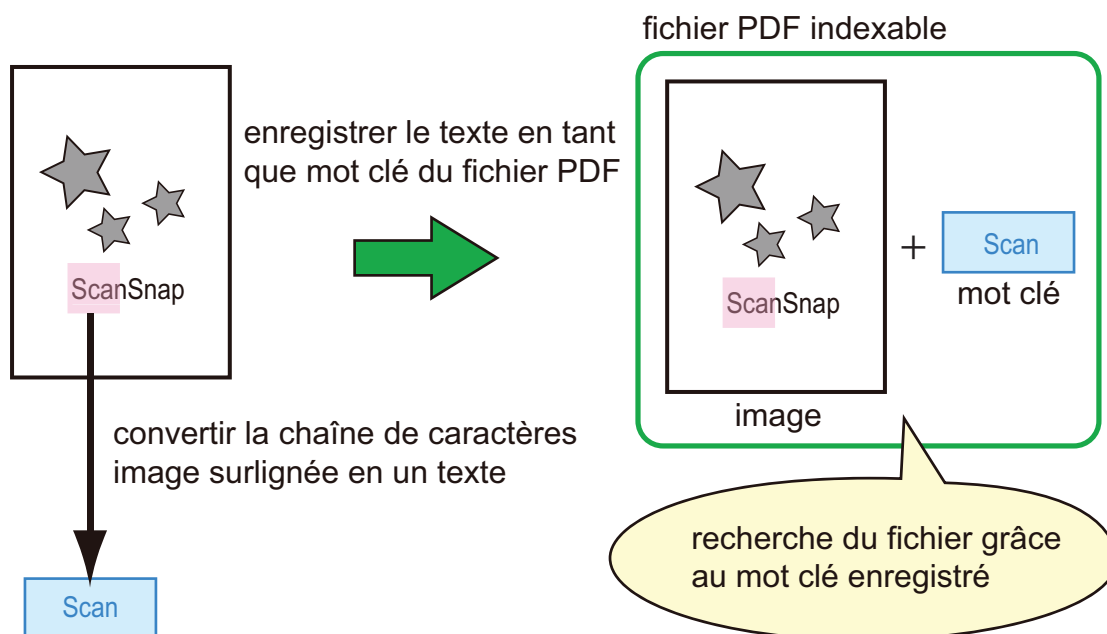 fichier PDF indexable
enregistrer le texte en tant
que mot clé du fichier PDF
ScanSnap
ScanSnap
+
Scan
mot clé
image
convertir la chaîne de caractères
image surlignée en un texte
recherche du fichier grâce
au mot clé enregistré
Scan